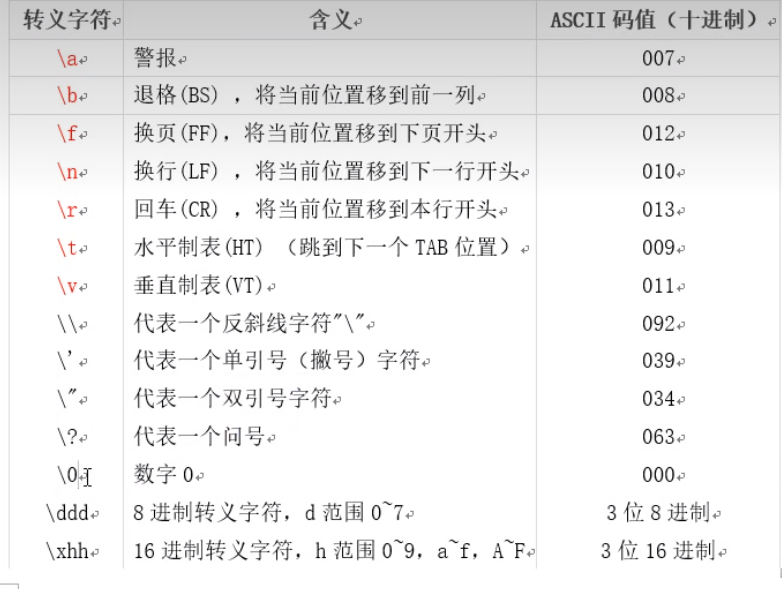 转义字符 含义 ASCII 码值（十进制）
\a 警报 007
\b 退格(BS) ，将当前位置移到前一列 008
\f 换页(FF)，将当前位置移到下页开头 012
\n 换行(LF) ，将当前位置移到下一行开头 010
\r 回车(CR) ，将当前位置移到本行开头 013
\t 水平制表(HT) （跳到下一个 TAB 位置） 009
\v 垂直制表(VT) 011
\\ 代表一个反斜线字符"\" 092
\' 代表一个单引号（撇号）字符 039
\" 代表一个双引号字符 034
\? 代表一个问号 063
\0 数字 0 000
\ddd 8 进制转义字符，d 范围 0~7 3 位 8 进制
\xhh 16 进制转义字符，h 范围 0~9，a~f，A~F 3 位 16 进制